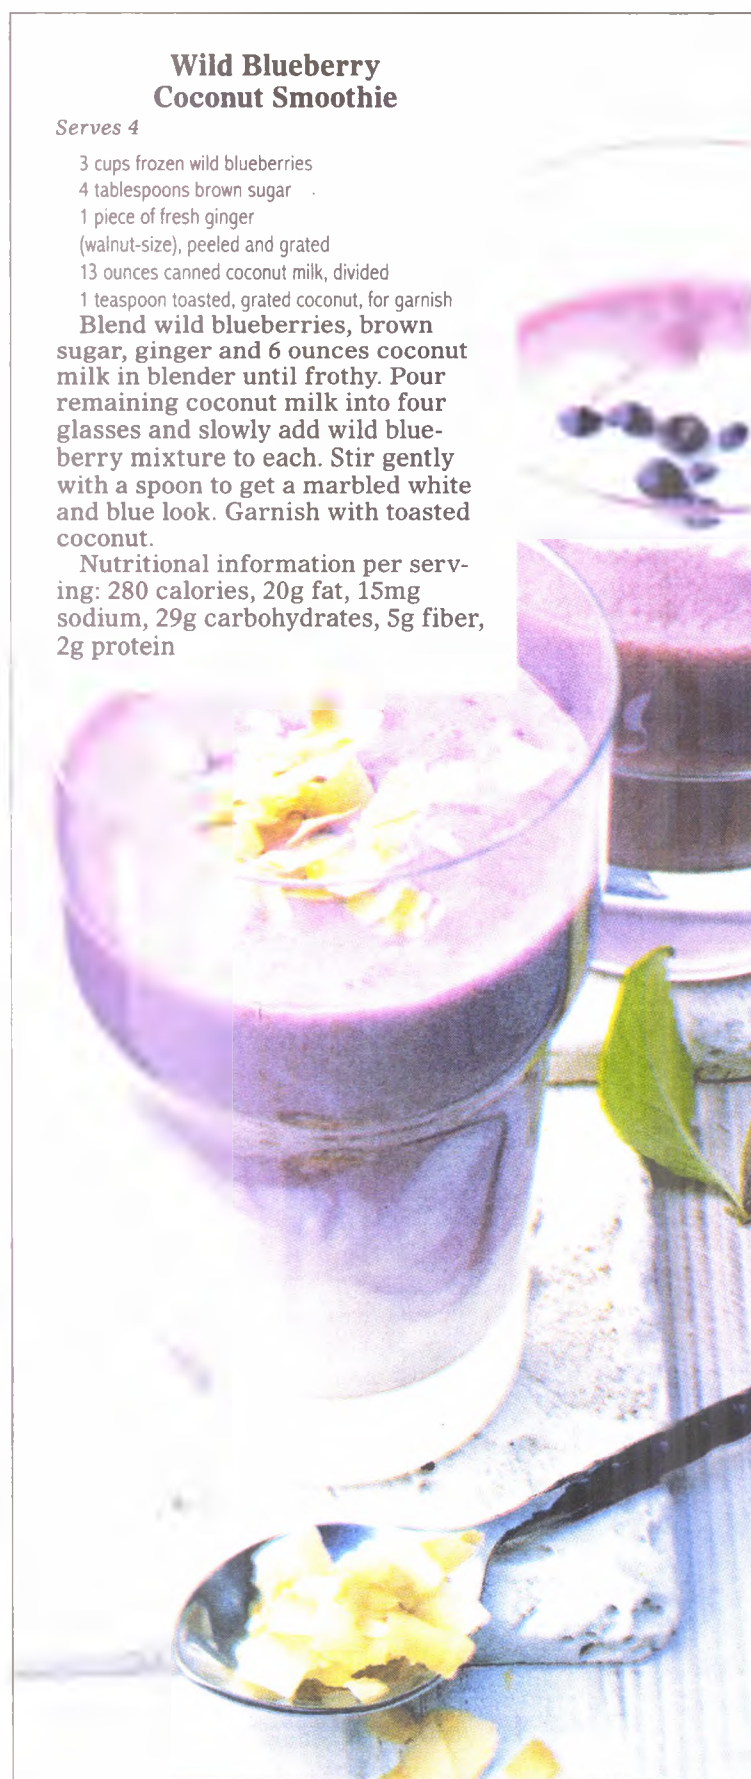 Wild Blueberry
Coconut Smoothie
Serves 4
3 cups frozen wild blueberries
4 tablespoons brown sugar
1 piece of fresh ginger
(walnut-size), peeled and grated
13 ounces canned coconut milk, divided
1 teaspoon toasted, grated coconut, for garnish
Blend wild blueberries, brown
sugar, ginger and 6 ounces coconut
milk in blender until frothy. Pour
remaining coconut milk into four
glasses and slowly add wild blue-
berry mixture to each. Stir gently
with a spoon to get a marbled white
and blue look. Garnish with toasted
coconut.
Nutritional information per serv-
ing: 280 calories, 20g fat, 15mg
sodium, 29g carbohydrates, 5g fiber,
2g protein